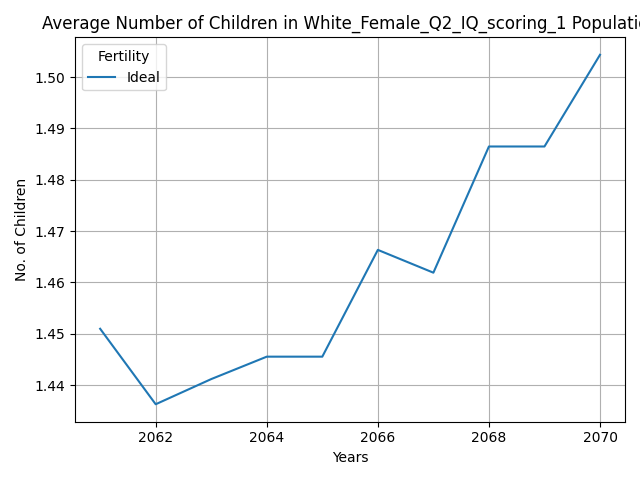 Average Number of Children in White_Female_Q2_IQ_scoring_1 Populati
Fertility
Ideal
1.50
1.49
1.48
1.47
1.46
1.45
1.44
No. of Children
2062 2064 2066 2068 2070
Years